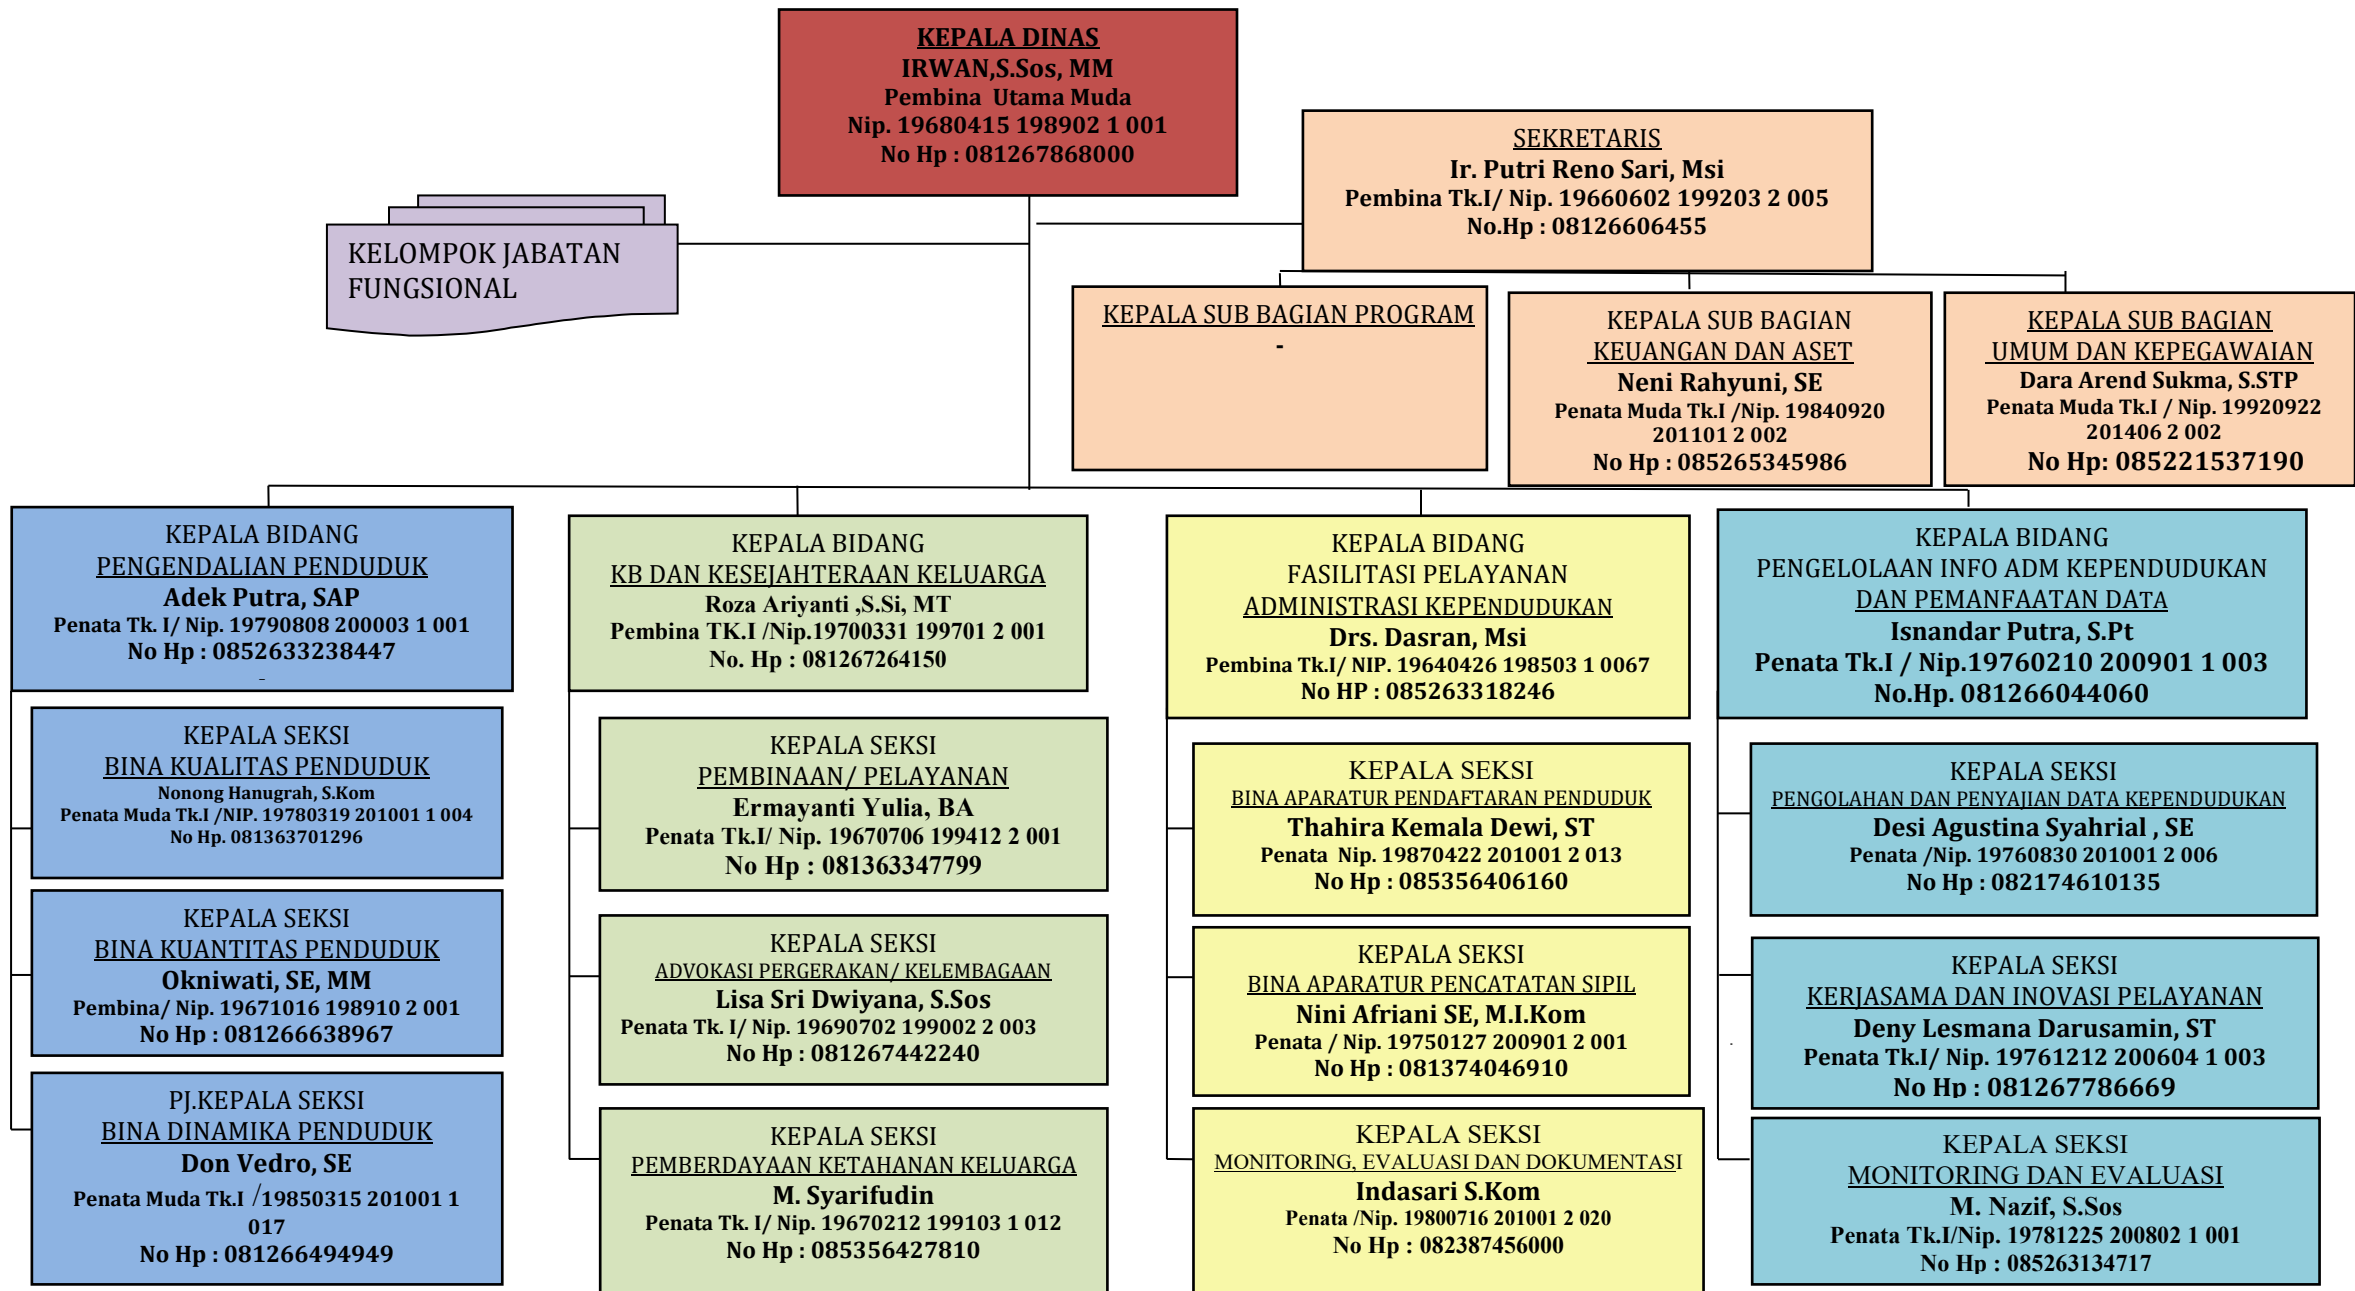 KEPALA DINAS
IRWAN,S.Sos, MM
Pembina  Utama Muda
Nip. 19680415 198902 1 001
No Hp : 081267868000
SEKRETARIS
Ir. Putri Reno Sari, Msi
Pembina Tk.I/ Nip. 19660602 199203 2 005
No.Hp : 08126606455
KELOMPOK JABATAN
FUNGSIONAL
KEPALA SUB BAGIAN PROGRAM
-
KEPALA SUB BAGIAN
KEUANGAN DAN ASET
Neni Rahyuni, SE
Penata Muda Tk.I /Nip. 19840920
201101 2 002
No Hp : 085265345986
KEPALA SUB BAGIAN
UMUM DAN KEPEGAWAIAN
Dara Arend Sukma, S.STP
Penata Muda Tk.I / Nip. 19920922
201406 2 002
No Hp: 085221537190
KEPALA BIDANG
PENGENDALIAN PENDUDUK
Adek Putra, SAP
Penata Tk. I/ Nip. 19790808 200003 1 001
No Hp : 0852633238447
-
KEPALA SEKSI
BINA KUALITAS PENDUDUK
Nonong Hanugrah, S.Kom
Penata Muda Tk.I /NIP. 19780319 201001 1 004
No Hp. 081363701296
KEPALA SEKSI
BINA KUANTITAS PENDUDUK
Okniwati, SE, MM
Pembina/ Nip. 19671016 198910 2 001
No Hp : 081266638967
PJ.KEPALA SEKSI
BINA DINAMIKA PENDUDUK
Don Vedro, SE
Penata Muda Tk.I /19850315 201001 1
017
No Hp : 081266494949
KEPALA BIDANG
KB DAN KESEJAHTERAAN KELUARGA
Roza Ariyanti ,S.Si, MT
Pembina TK.I /Nip.19700331 199701 2 001
No. Hp : 081267264150
KEPALA SEKSI
PEMBINAAN/ PELAYANAN
Ermayanti Yulia, BA
Penata Tk.I/ Nip. 19670706 199412 2 001
No Hp : 081363347799
KEPALA SEKSI
ADVOKASI PERGERAKAN/ KELEMBAGAAN
Lisa Sri Dwiyana, S.Sos
Penata Tk. I/ Nip. 19690702 199002 2 003
No Hp : 081267442240
KEPALA SEKSI
PEMBERDAYAAN KETAHANAN KELUARGA
M. Syarifudin
Penata Tk. I/ Nip. 19670212 199103 1 012
No Hp : 085356427810
KEPALA BIDANG
FASILITASI PELAYANAN
ADMINISTRASI KEPENDUDUKAN
Drs. Dasran, Msi
Pembina Tk.I/ NIP. 19640426 198503 1 0067
No HP : 085263318246
KEPALA SEKSI
BINA APARATUR PENDAFTARAN PENDUDUK
Thahira Kemala Dewi, ST
Penata  Nip. 19870422 201001 2 013
No Hp : 085356406160
KEPALA SEKSI
BINA APARATUR PENCATATAN SIPIL
Nini Afriani SE, M.I.Kom
Penata / Nip. 19750127 200901 2 001
No Hp : 081374046910
KEPALA SEKSI
MONITORING, EVALUASI DAN DOKUMENTASI
Indasari S.Kom
Penata /Nip. 19800716 201001 2 020
No Hp : 082387456000
KEPALA BIDANG
PENGELOLAAN INFO ADM KEPENDUDUKAN
DAN PEMANFAATAN DATA
Isnandar Putra, S.Pt
Penata Tk.I / Nip.19760210 200901 1 003
No.Hp. 081266044060
KEPALA SEKSI
PENGOLAHAN DAN PENYAJIAN DATA KEPENDUDUKAN
Desi Agustina Syahrial , SE
Penata /Nip. 19760830 201001 2 006
No Hp : 082174610135
KEPALA SEKSI
KERJASAMA DAN INOVASI PELAYANAN
Deny Lesmana Darusamin, ST
Penata Tk.I/ Nip. 19761212 200604 1 003
No Hp : 081267786669
KEPALA SEKSI
MONITORING DAN EVALUASI
M. Nazif, S.Sos
Penata Tk.I/Nip. 19781225 200802 1 001
No Hp : 085263134717